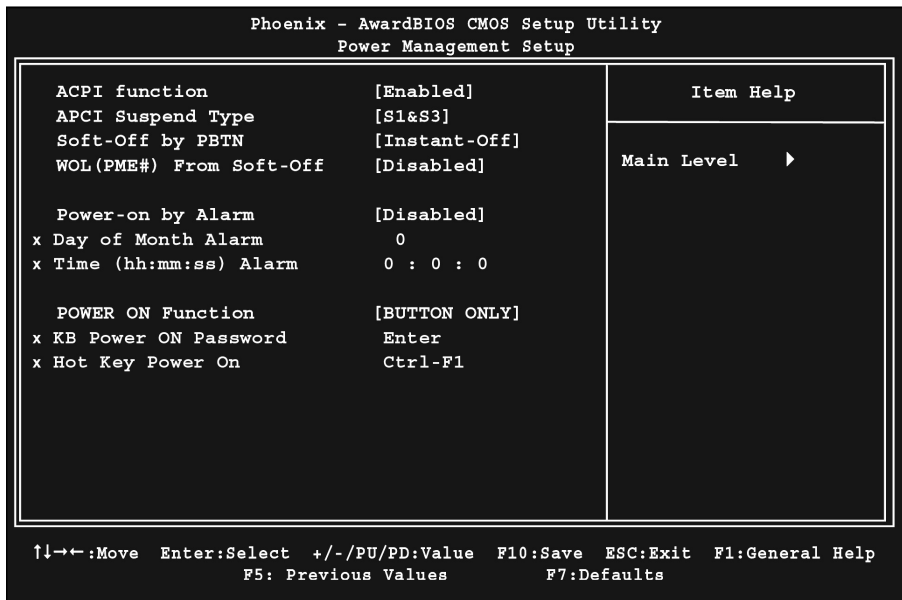 Phoenix – AwardBIOS CMOS Setup Utility
Power Management Setup
ACPI function [Enabled]
APCI Suspend Type [S1&S3]
Soft-Off by PBTN [Instant-Off]
WOL(PME#) From Soft-Off [Disabled]
Power-on by Alarm [Disabled]
x Day of Month Alarm 0
x Time (hh:mm:ss) Alarm 0 : 0 : 0
POWER ON Function [BUTTON ONLY]
x KB Power ON Password Enter
x Hot Key Power On Ctrl-F1
Item Help
Main Level ▶
↑↓→←:Move Enter:Select +/-/PU/PD:Value F10:Save ESC:Exit F1:General Help
F5: Previous Values F7:Defaults